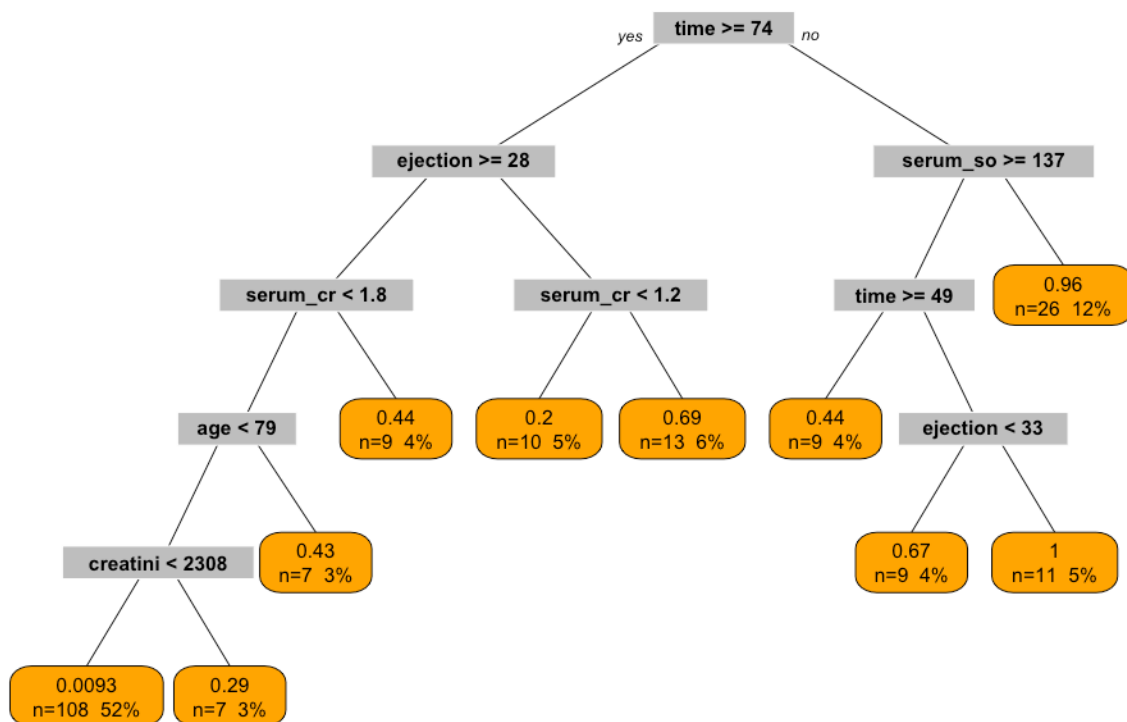 time >= 74
yes
no
ejection >= 28
serum_so >= 137
serum_cr < 1.8
serum_cr < 1.2
time >= 49
0.96
n=26 12%
age < 79
0.44
n=9 4%
0.2
n=10 5%
0.69
n=13 6%
0.44
n=9 4%
ejection < 33
creatini < 2308
0.43
n=7 3%
0.67
n=9 4%
1
n=11 5%
0.0093
n=108 52%
0.29
n=7 3%